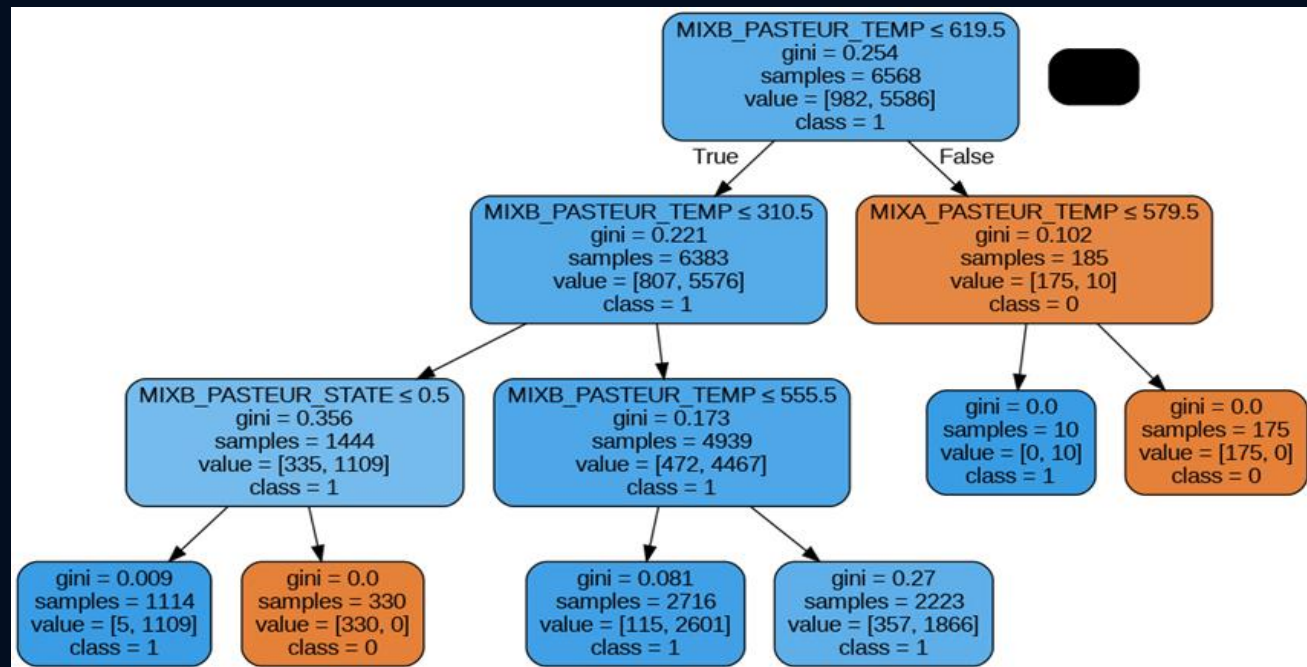 MIXB_PASTEUR_TEMP ≤ 619.5
gini = 0.254
samples = 6568
value = [982, 5586]
class = 1
True
False
MIXB_PASTEUR_TEMP ≤ 310.5
gini = 0.221
samples = 6383
value = [807, 5576]
class = 1
MIXA_PASTEUR_TEMP ≤ 579.5
gini = 0.102
samples = 185
value = [175, 10]
class = 0
MIXB_PASTEUR_STATE ≤ 0.5
gini = 0.356
samples = 1444
value = [335, 1109]
class = 1
MIXB_PASTEUR_TEMP ≤ 555.5
gini = 0.173
samples = 4939
value = [472, 4467]
class = 1
gini = 0.0
samples = 10
value = [0, 10]
class = 1
gini = 0.0
samples = 175
value = [175, 0]
class = 0
gini = 0.009
samples = 1114
value = [5, 1109]
class = 1
gini = 0.0
samples = 330
value = [330, 0]
class = 0
gini = 0.081
samples = 2716
value = [115, 2601]
class = 1
gini = 0.27
samples = 2223
value = [357, 1866]
class = 1